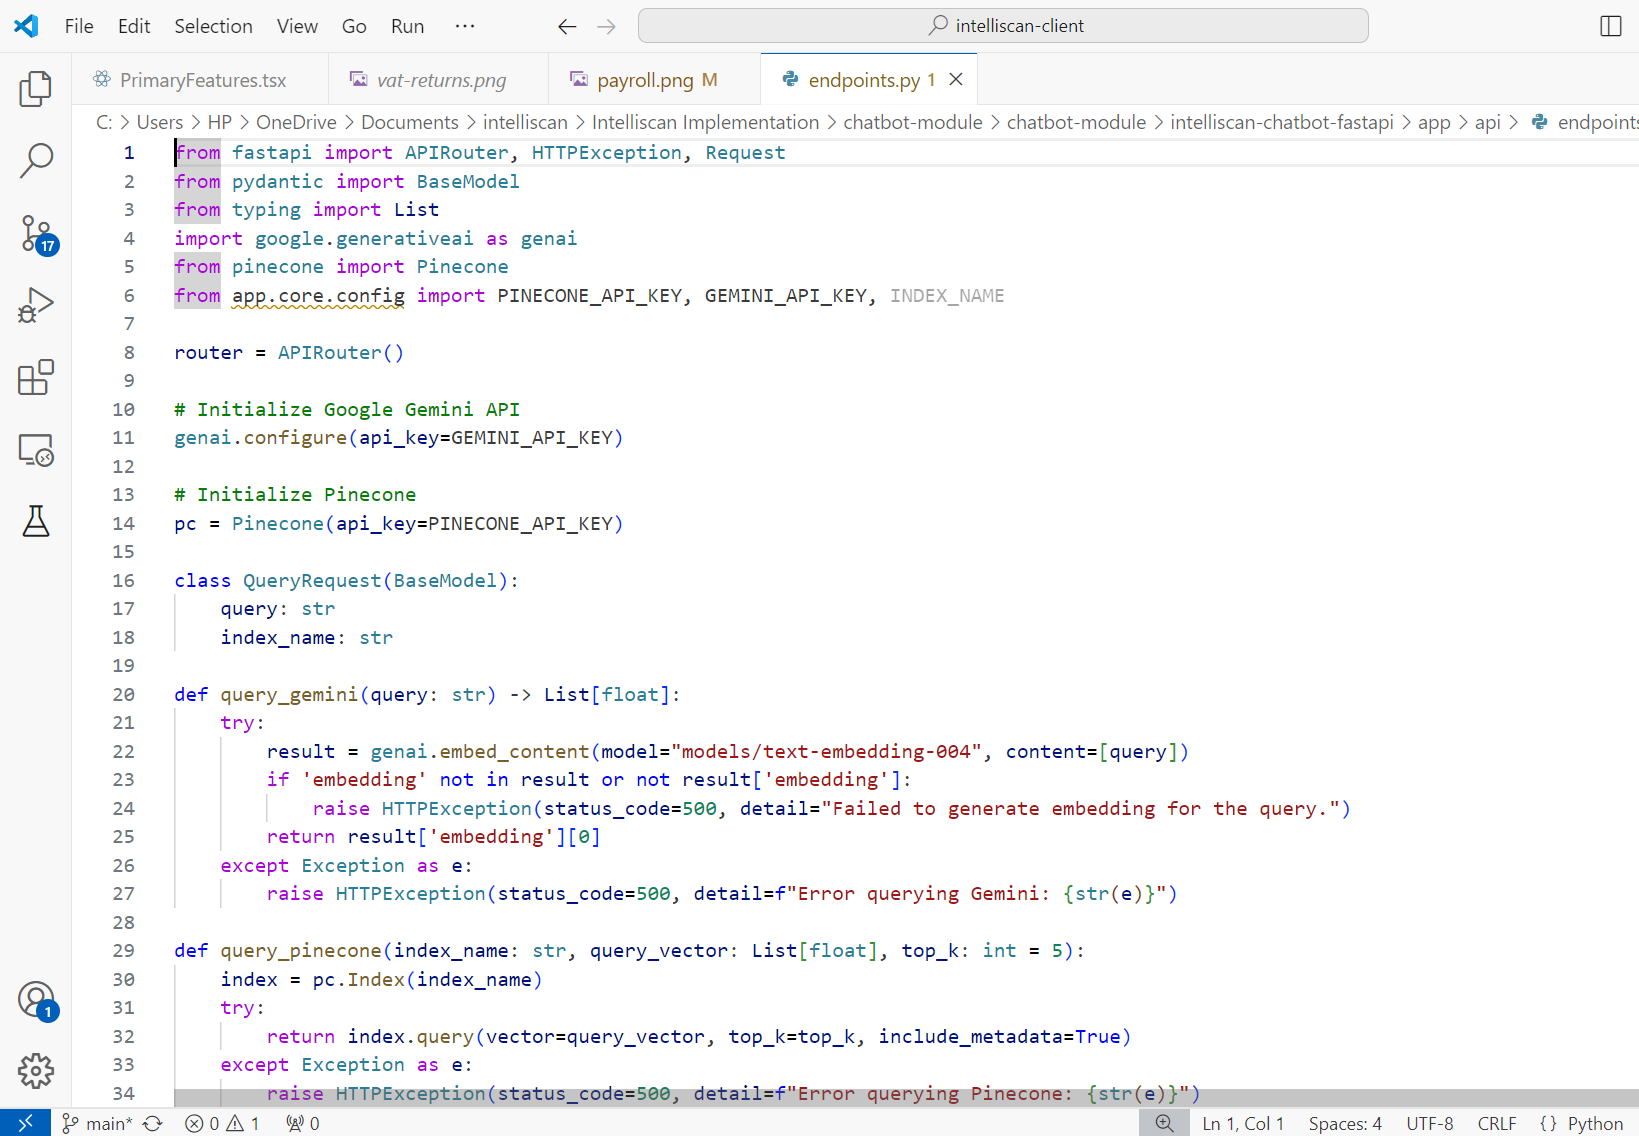 File Edit Selection View Go Run ··· intelliscan-client
PrimaryFeatures.tsx vat-returns.png payroll.png M endpoints.py 1
C: > Users > HP > OneDrive > Documents > intelliscan > Intelliscan Implementation > chatbot-module > chatbot-module > intelliscan-chatbot-fastapi > app > api > endpoints
1 from fastapi import APIRouter, HTTPException, Request
2 from pydantic import BaseModel
3 from typing import List
4 import google.generativeai as genai
5 from pinecone import Pinecone
6 from app.core.config import PINECONE_API_KEY, GEMINI_API_KEY, INDEX_NAME
7
8 router = APIRouter()
9
10 # Initialize Google Gemini API
11 genai.configure(api_key=GEMINI_API_KEY)
12
13 # Initialize Pinecone
14 pc = Pinecone(api_key=PINECONE_API_KEY)
15
16 class QueryRequest(BaseModel):
17     query: str
18     index_name: str
19
20 def query_gemini(query: str) -> List[float]:
21     try:
22         result = genai.embed_content(model="models/text-embedding-004", content=[query])
23         if 'embedding' not in result or not result['embedding']:
24             raise HTTPException(status_code=500, detail="Failed to generate embedding for the query.")
25         return result['embedding'][0]
26     except Exception as e:
27         raise HTTPException(status_code=500, detail=f"Error querying Gemini: {str(e)}")
28
29 def query_pinecone(index_name: str, query_vector: List[float], top_k: int = 5):
30     index = pc.Index(index_name)
31     try:
32         return index.query(vector=query_vector, top_k=top_k, include_metadata=True)
33     except Exception as e:
34         raise HTTPException(status_code=500, detail=f"Error querying Pinecone: {str(e)}")
17
1
main* 0 1 0 Ln 1, Col 1 Spaces: 4 UTF-8 CRLF {} Python